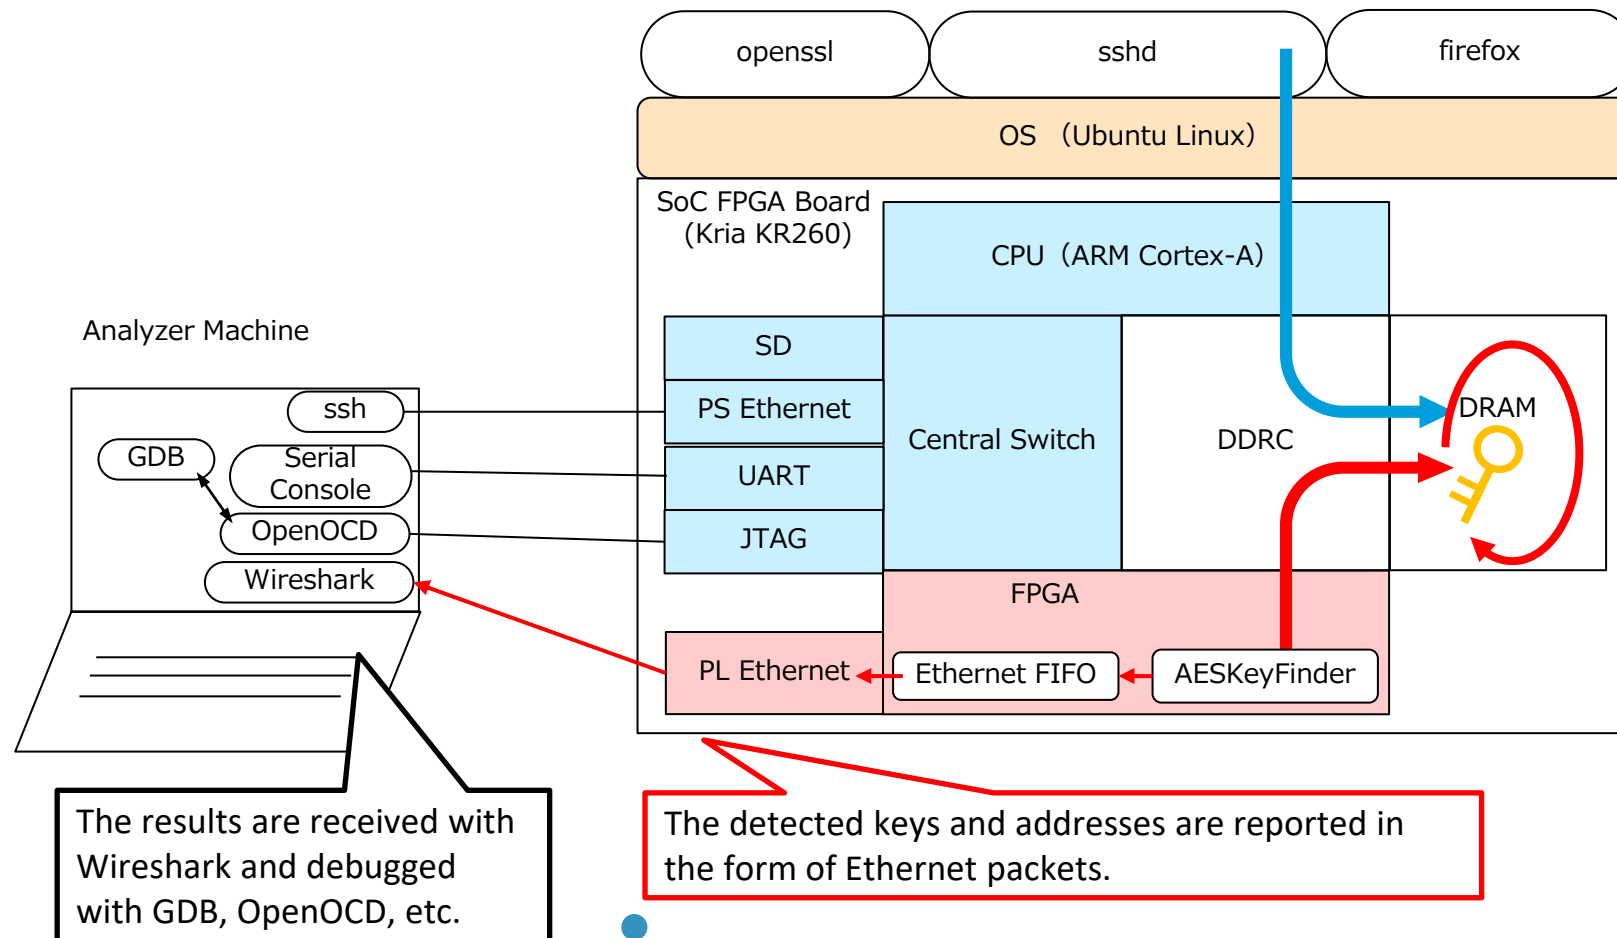 openssl
sshd
firefox
OS （Ubuntu Linux）
SoC FPGA Board
(Kria KR260)
CPU（ARM Cortex-A）
Analyzer Machine
SD
PS Ethernet
UART
JTAG
Central Switch
DDRC
DRAM
ssh
GDB
Serial
Console
OpenOCD
Wireshark
FPGA
PL Ethernet
Ethernet FIFO
AESKeyFinder
The results are received with
Wireshark and debugged
with GDB, OpenOCD, etc.
The detected keys and addresses are reported in
the form of Ethernet packets.